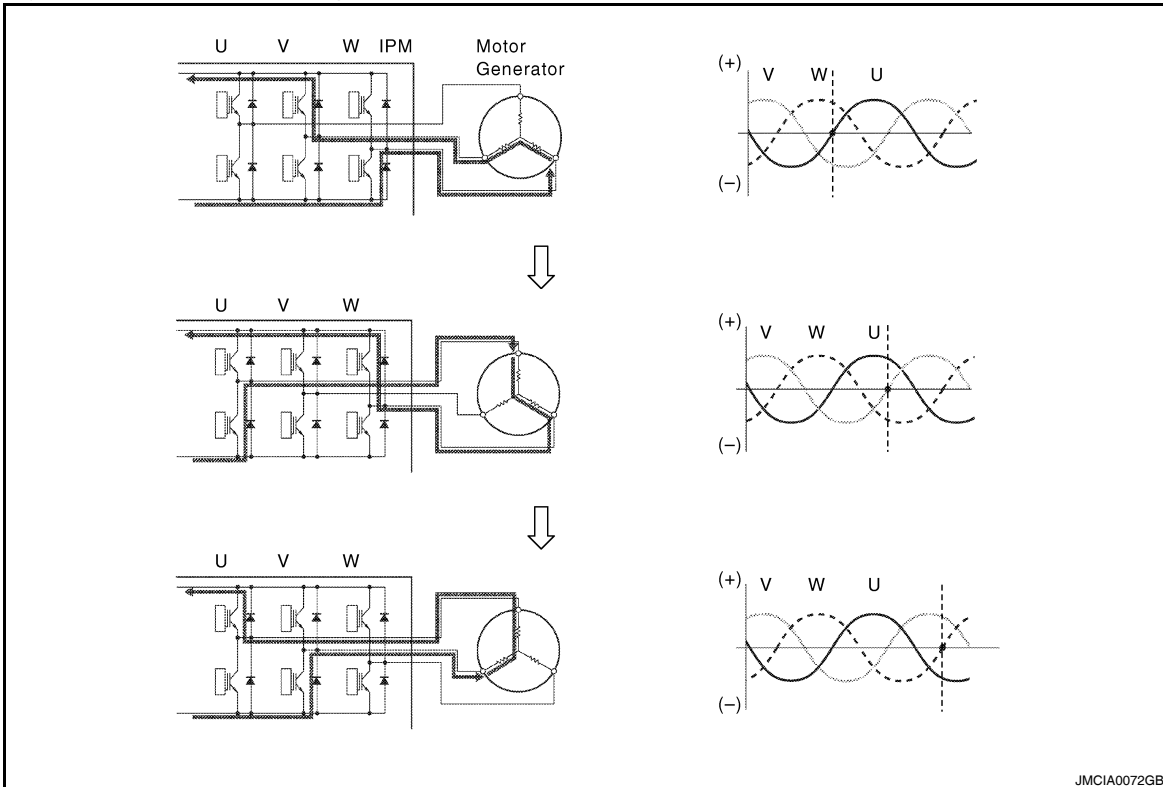 U V W IPM
Motor
Generator
(+)
V W U
(−)
U V W
(+)
V W U
(−)
U V W
(+)
V W U
(−)
JMCIA0072GB